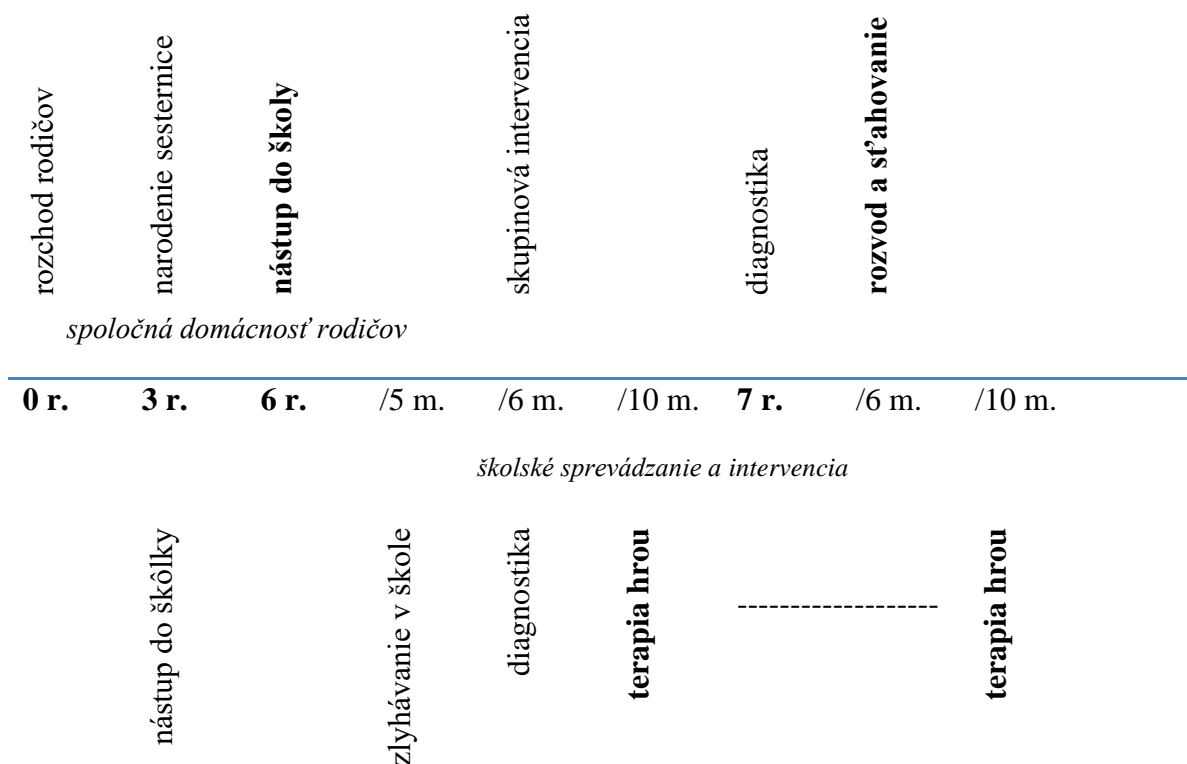 rozchod rodičov
narodenie sesternice
nástup do školy
skupinová intervencia
diagnostika
rozvod a sťahovanie
spoločná domácnosť rodičov
0 r. 3 r. 6 r. /5 m. /6 m. /10 m. 7 r. /6 m. /10 m.
školské sprevádzanie a intervencia
nástup do škôlky
zlyhávanie v škole
diagnostika
terapia hrou
-------------------
terapia hrou